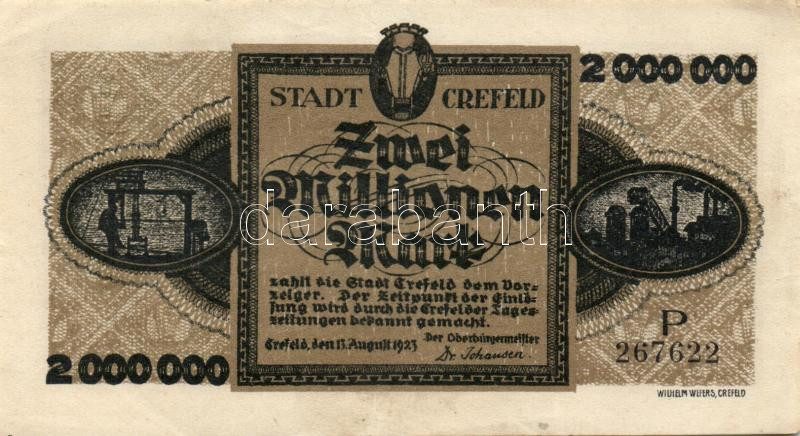 2 000 000
STADT CREFELD
Zwei
Millionen
Mark
zahlt die Stadt Crefeld dem Vor-
zeiger. Der Zeitpunkt der Einlö-
sung wird durch die Crefelder Tages-
zeitungen bekannt gemacht.
Crefeld, den 13. August 1923
Der Oberbürgermeister
Dr. Johansen.
P
267622
2 000 000
WILHELM WEFERS, CREFELD
darabanth